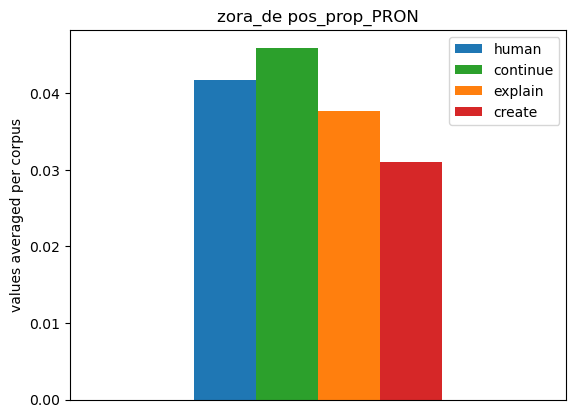 zora_de pos_prop_PRON
human
continue
explain
create
values averaged per corpus
0.04
0.03
0.02
0.01
0.00